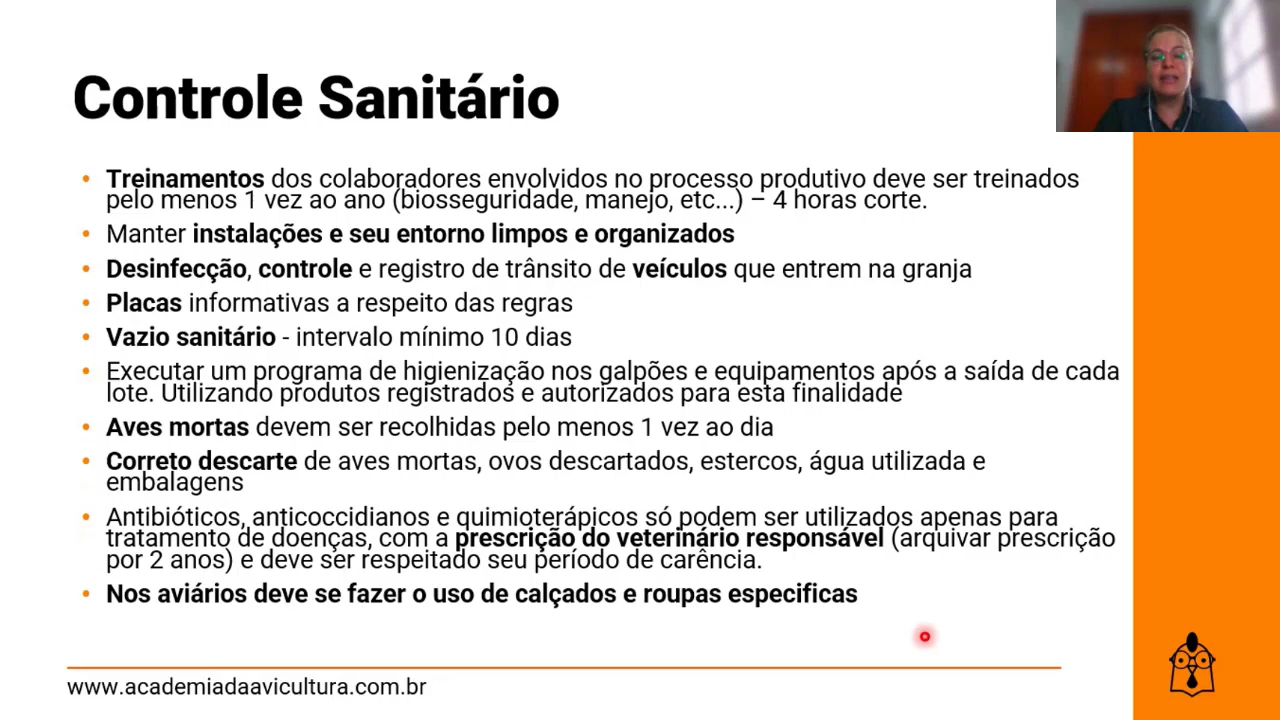 Controle Sanitário
• Treinamentos dos colaboradores envolvidos no processo produtivo deve ser treinados
pelo menos 1 vez ao ano (biosseguridade, manejo, etc...) – 4 horas corte.
• Manter instalações e seu entorno limpos e organizados
• Desinfecção, controle e registro de trânsito de veículos que entrem na granja
• Placas informativas a respeito das regras
• Vazio sanitário - intervalo mínimo 10 dias
• Executar um programa de higienização nos galpões e equipamentos após a saída de cada
lote. Utilizando produtos registrados e autorizados para esta finalidade
• Aves mortas devem ser recolhidas pelo menos 1 vez ao dia
• Correto descarte de aves mortas, ovos descartados, estercos, água utilizada e
embalagens
• Antibióticos, anticoccidianos e quimioterápicos só podem ser utilizados apenas para
tratamento de doenças, com a prescrição do veterinário responsável (arquivar prescrição
por 2 anos) e deve ser respeitado seu período de carência.
• Nos aviários deve se fazer o uso de calçados e roupas especificas
www.academiadaavicultura.com.br